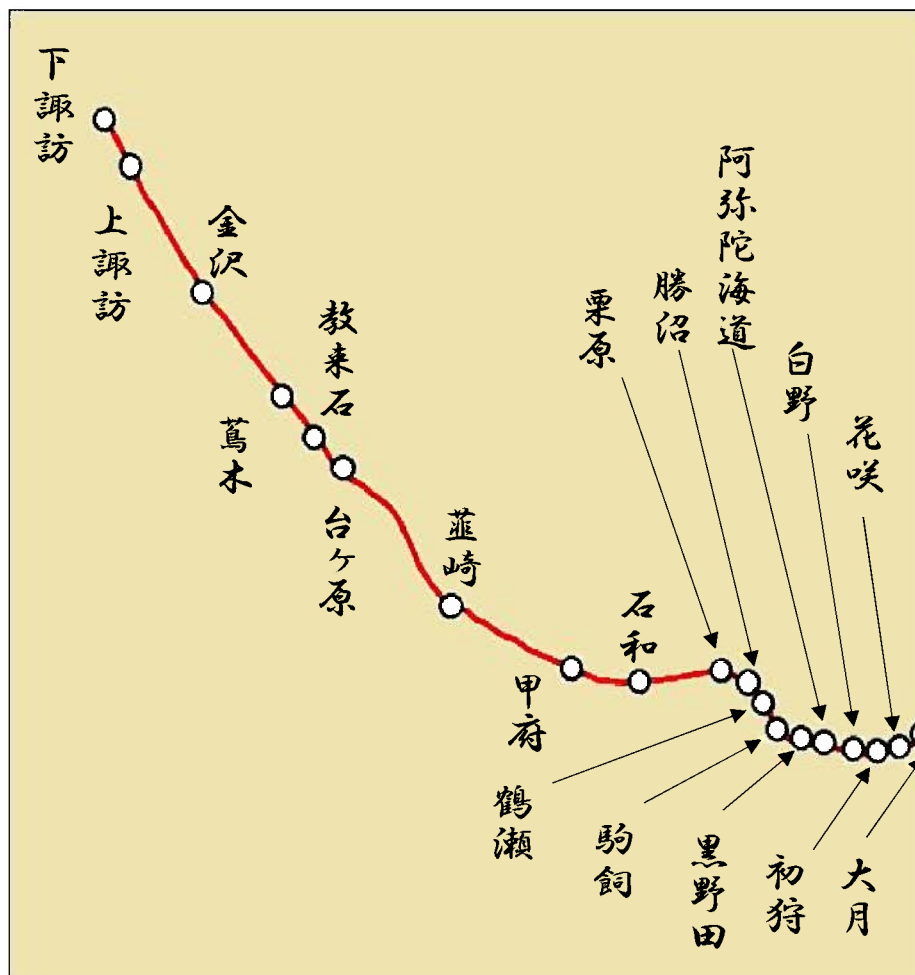 下諏訪
上諏訪
金沢
蔦木
教来石
台ヶ原
韮崎
甲府
石和
栗原
勝沼
鶴瀬
駒飼
黒野田
阿弥陀海道
白野
初狩
花咲
大月